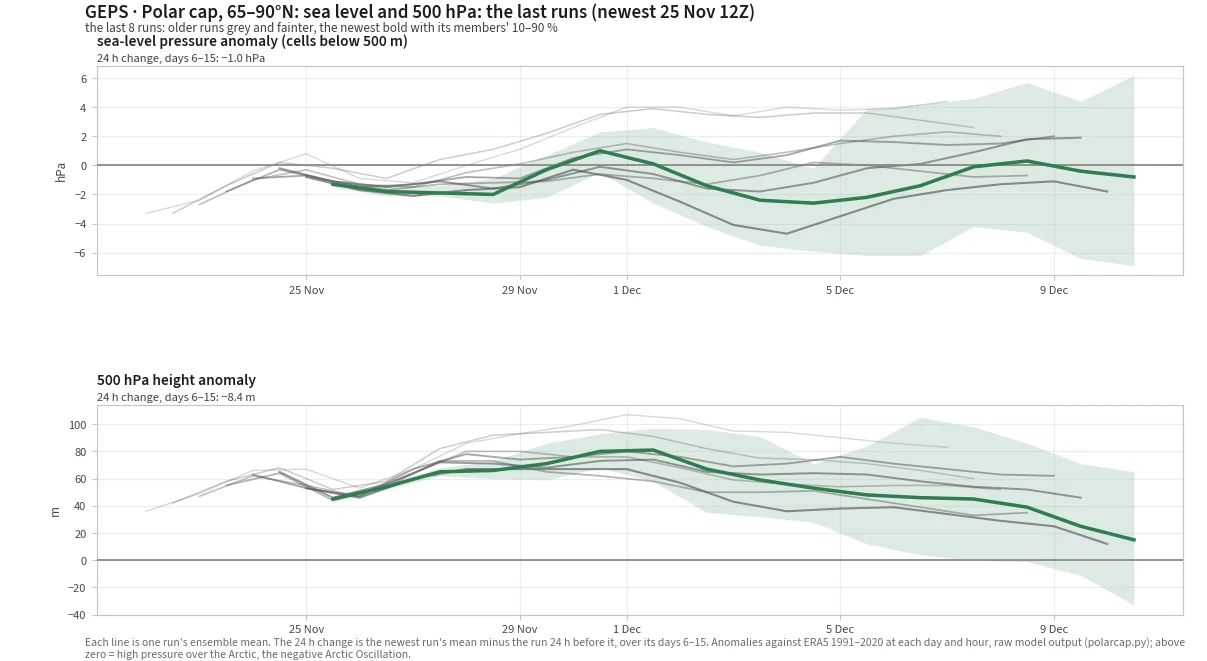 GEPS · Polar cap, 65–90°N: sea level and 500 hPa: the last runs (newest 25 Nov 12Z)
the last 8 runs: older runs grey and fainter, the newest bold with its members' 10–90 %
sea-level pressure anomaly (cells below 500 m)
24 h change, days 6–15: −1.0 hPa
6
4
2
0
−2
−4
−6
hPa
25 Nov
29 Nov
1 Dec
5 Dec
9 Dec
500 hPa height anomaly
24 h change, days 6–15: −8.4 m
100
80
60
40
20
0
−20
−40
m
25 Nov
29 Nov
1 Dec
5 Dec
9 Dec
Each line is one run's ensemble mean. The 24 h change is the newest run's mean minus the run 24 h before it, over its days 6–15. Anomalies against ERA5 1991–2020 at each day and hour, raw model output (polarcap.py); above
zero = high pressure over the Arctic, the negative Arctic Oscillation.